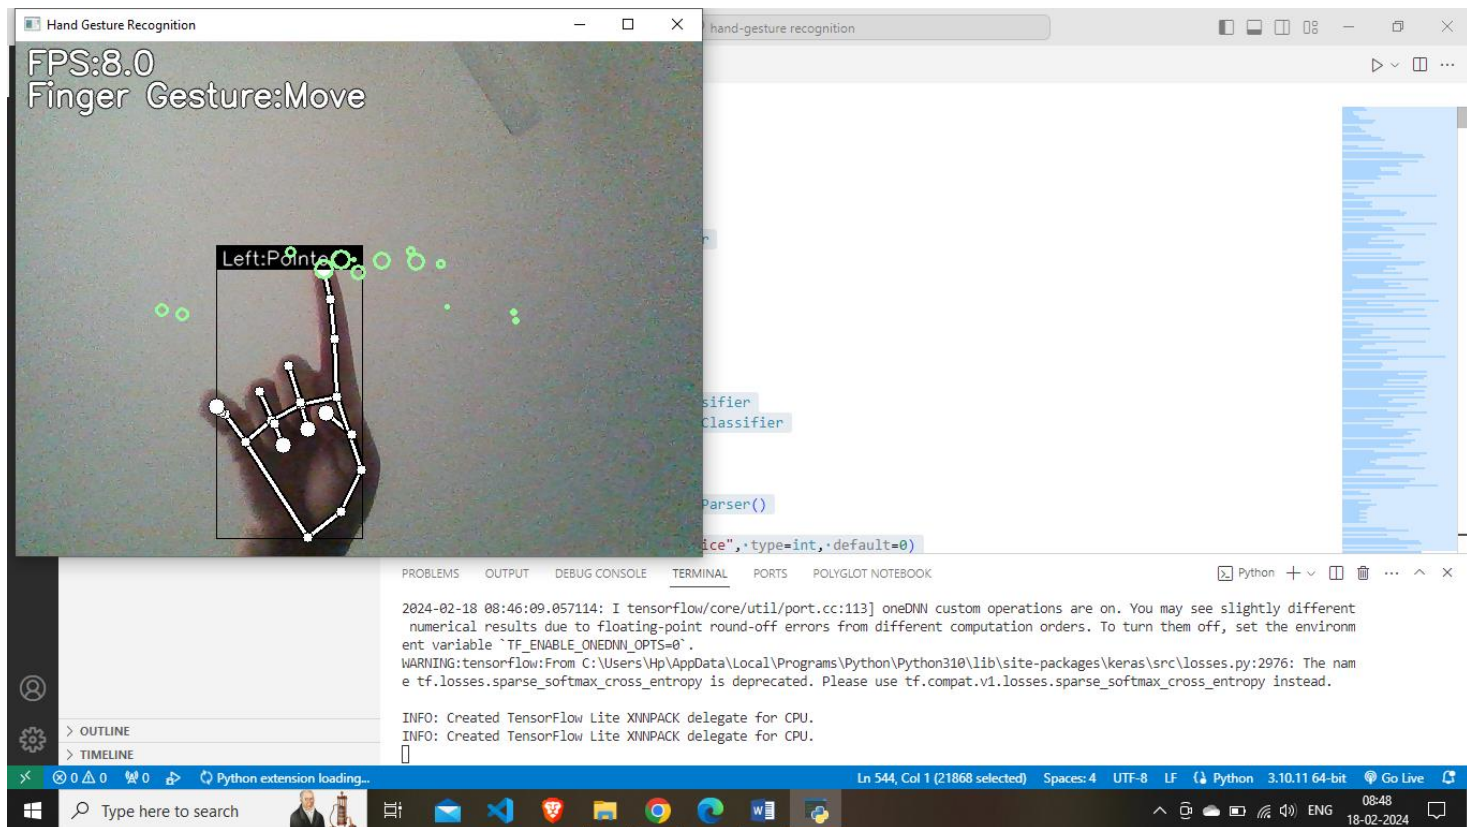 Hand Gesture Recognition
hand-gesture recognition
FPS:8.0
Finger Gesture:Move
Left:Pointer
r
sifier
Classifier
Parser()
ice", type=int, default=0)
PROBLEMS OUTPUT DEBUG CONSOLE TERMINAL PORTS POLYGLOT NOTEBOOK
Python
2024-02-18 08:46:09.057114: I tensorflow/core/util/port.cc:113] oneDNN custom operations are on. You may see slightly different
numerical results due to floating-point round-off errors from different computation orders. To turn them off, set the environm
ent variable `TF_ENABLE_ONEDNN_OPTS=0`.
WARNING:tensorflow:From C:\Users\Hp\AppData\Local\Programs\Python\Python310\lib\site-packages\keras\src\losses.py:2976: The nam
e tf.losses.sparse_softmax_cross_entropy is deprecated. Please use tf.compat.v1.losses.sparse_softmax_cross_entropy instead.
INFO: Created TensorFlow Lite XNNPACK delegate for CPU.
INFO: Created TensorFlow Lite XNNPACK delegate for CPU.
OUTLINE
TIMELINE
0 0 0 Python extension loading... Ln 544, Col 1 (21868 selected) Spaces: 4 UTF-8 LF Python 3.10.11 64-bit Go Live
Type here to search
ENG
08:48
18-02-2024